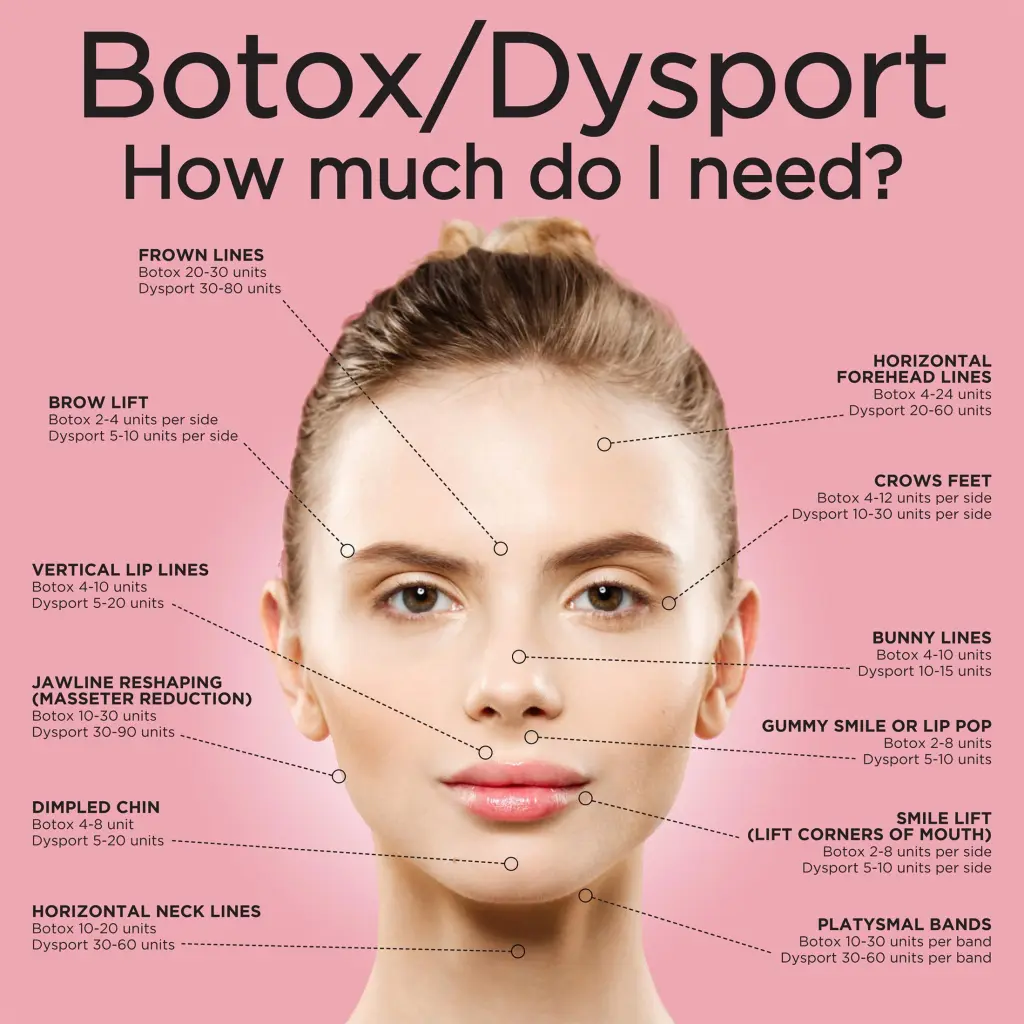 Botox/Dysport
How much do I need?
FROWN LINES
Botox 20-30 units
Dysport 30-80 units
BROW LIFT
Botox 2-4 units per side
Dysport 5-10 units per side
VERTICAL LIP LINES
Botox 4-10 units
Dysport 5-20 units
JAWLINE RESHAPING
(MASSETER REDUCTION)
Botox 10-30 units
Dysport 30-90 units
DIMPLED CHIN
Botox 4-8 unit
Dysport 5-20 units
HORIZONTAL NECK LINES
Botox 10-20 units
Dysport 30-60 units
HORIZONTAL
FOREHEAD LINES
Botox 4-24 units
Dysport 20-60 units
CROWS FEET
Botox 4-12 units per side
Dysport 10-30 units per side
BUNNY LINES
Botox 4-10 units
Dysport 10-15 units
GUMMY SMILE OR LIP POP
Botox 2-8 units
Dysport 5-10 units
SMILE LIFT
(LIFT CORNERS OF MOUTH)
Botox 2-8 units per side
Dysport 5-10 units per side
PLATYSMAL BANDS
Botox 10-30 units per band
Dysport 30-60 units per band